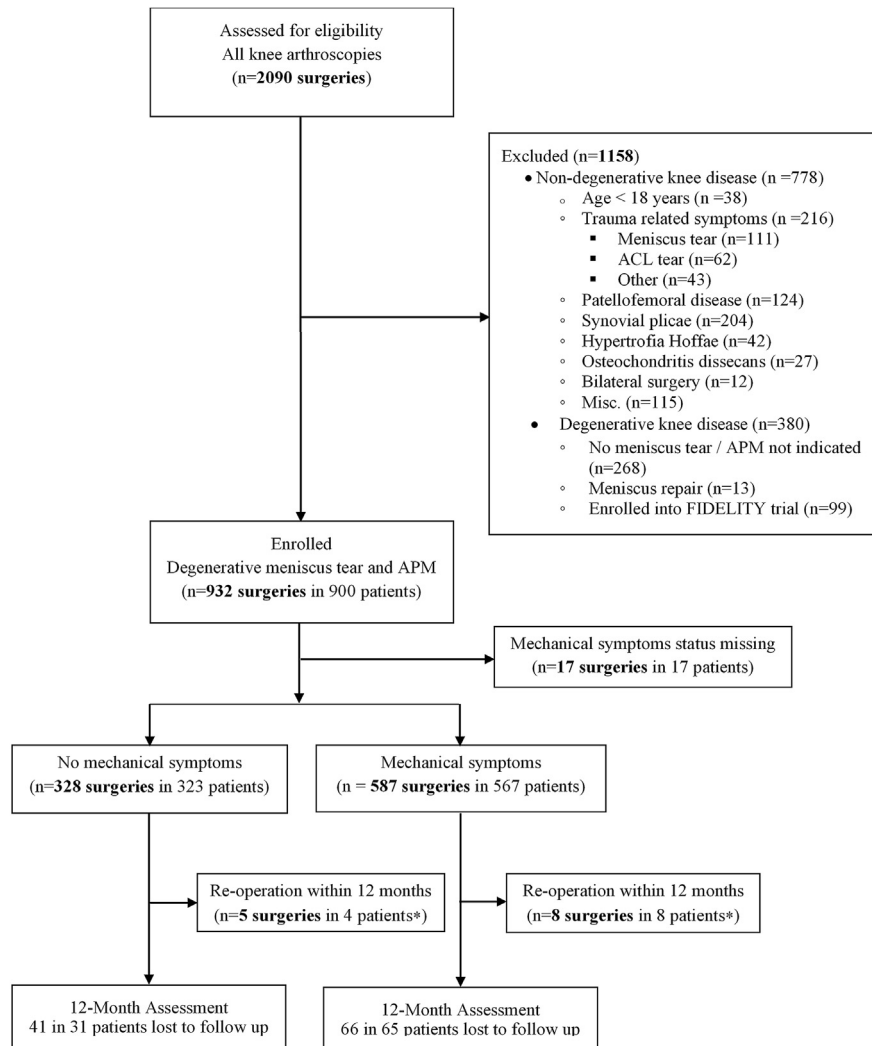 Assessed for eligibility
All knee arthroscopies
(n=2090 surgeries)
Excluded (n=1158)
● Non-degenerative knee disease (n =778)
○ Age < 18 years (n =38)
○ Trauma related symptoms (n =216)
▪ Meniscus tear (n=111)
▪ ACL tear (n=62)
▪ Other (n=43)
○ Patellofemoral disease (n=124)
○ Synovial plicae (n=204)
○ Hypertrofia Hoffae (n=42)
○ Osteochondritis dissecans (n=27)
○ Bilateral surgery (n=12)
○ Misc. (n=115)
● Degenerative knee disease (n=380)
○ No meniscus tear / APM not indicated
(n=268)
○ Meniscus repair (n=13)
○ Enrolled into FIDELITY trial (n=99)
Enrolled
Degenerative meniscus tear and APM
(n=932 surgeries in 900 patients)
Mechanical symptoms status missing
(n=17 surgeries in 17 patients)
No mechanical symptoms
(n=328 surgeries in 323 patients)
Mechanical symptoms
(n = 587 surgeries in 567 patients)
Re-operation within 12 months
(n=5 surgeries in 4 patients*)
Re-operation within 12 months
(n=8 surgeries in 8 patients*)
12-Month Assessment
41 in 31 patients lost to follow up
12-Month Assessment
66 in 65 patients lost to follow up